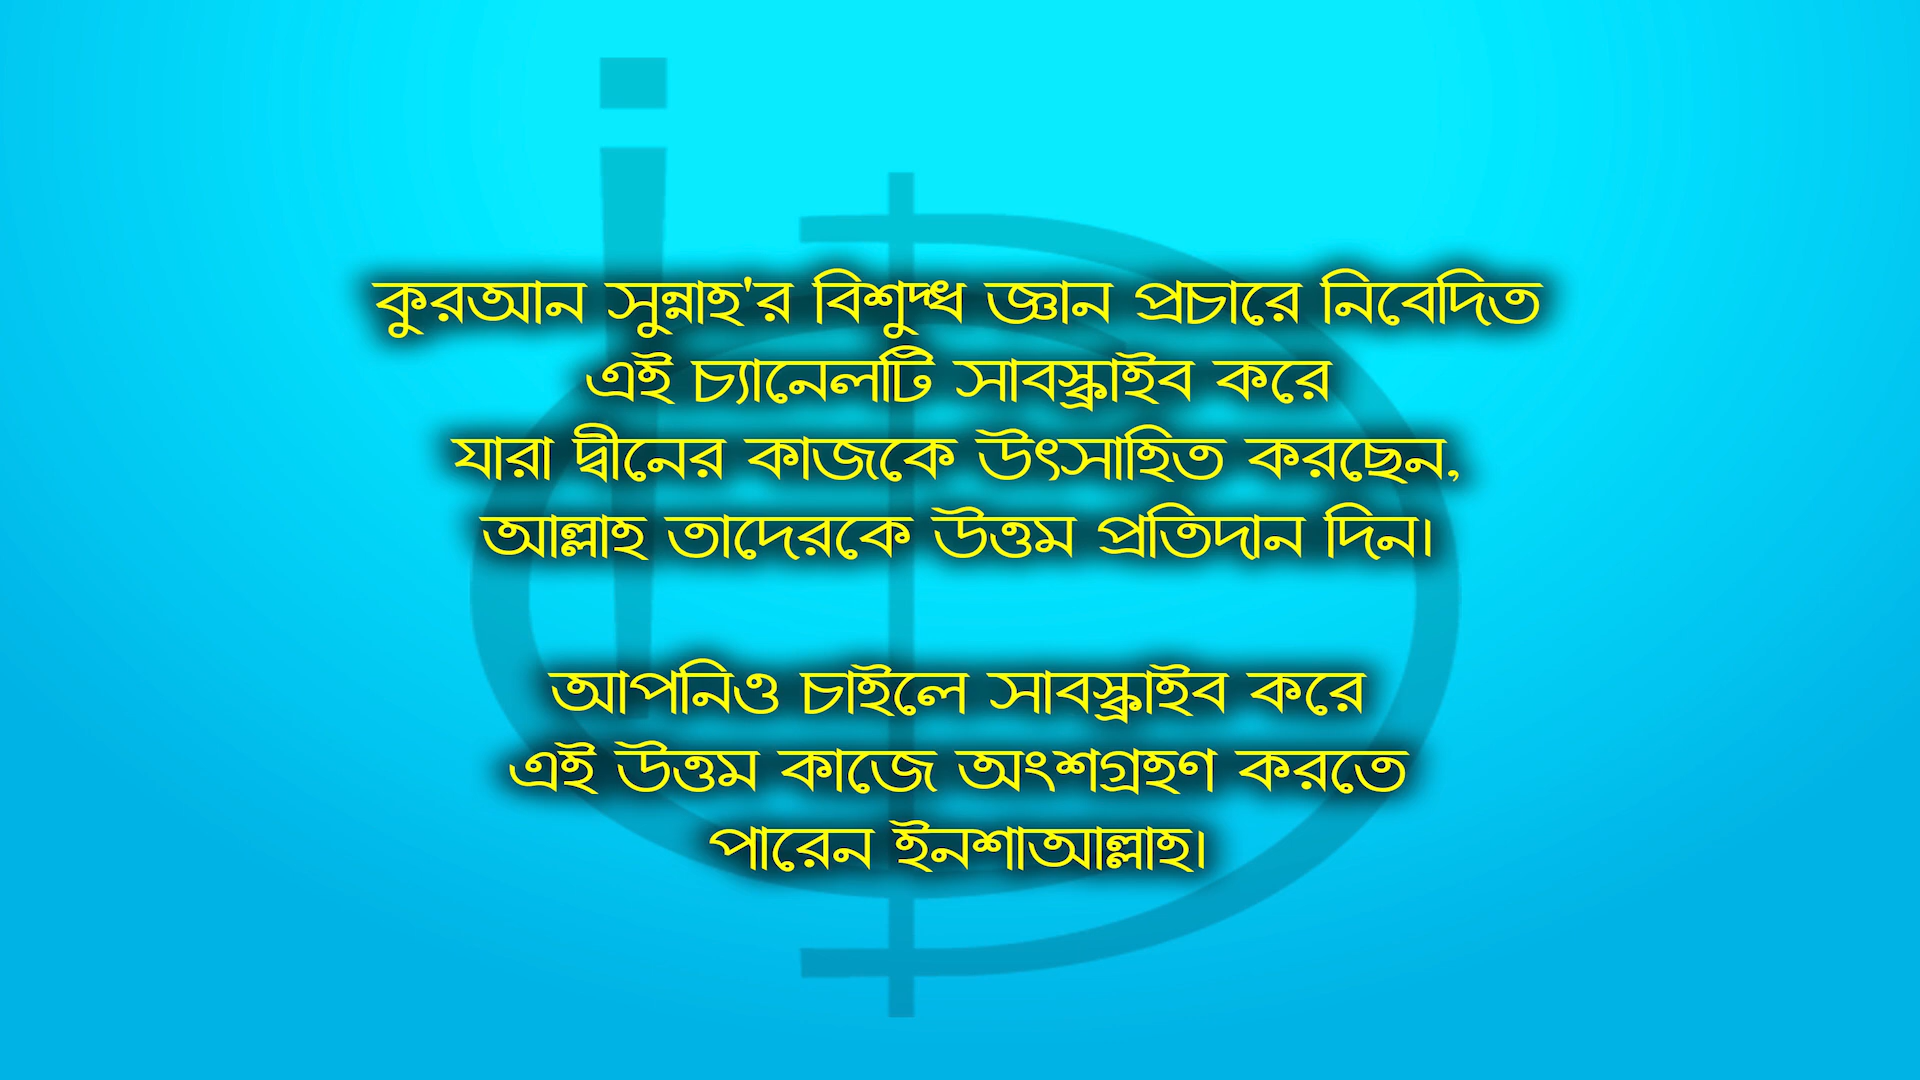 কুরআন সুন্নাহ'র বিশুদ্ধ জ্ঞান প্রচারে নিবেদিত
এই চ্যানেলটি সাবস্ক্রাইব করে
যারা দ্বীনের কাজকে উৎসাহিত করছেন,
আল্লাহ তাদেরকে উত্তম প্রতিদান দিন।
আপনিও চাইলে সাবস্ক্রাইব করে
এই উত্তম কাজে অংশগ্রহণ করতে
পারেন ইনশাআল্লাহ।